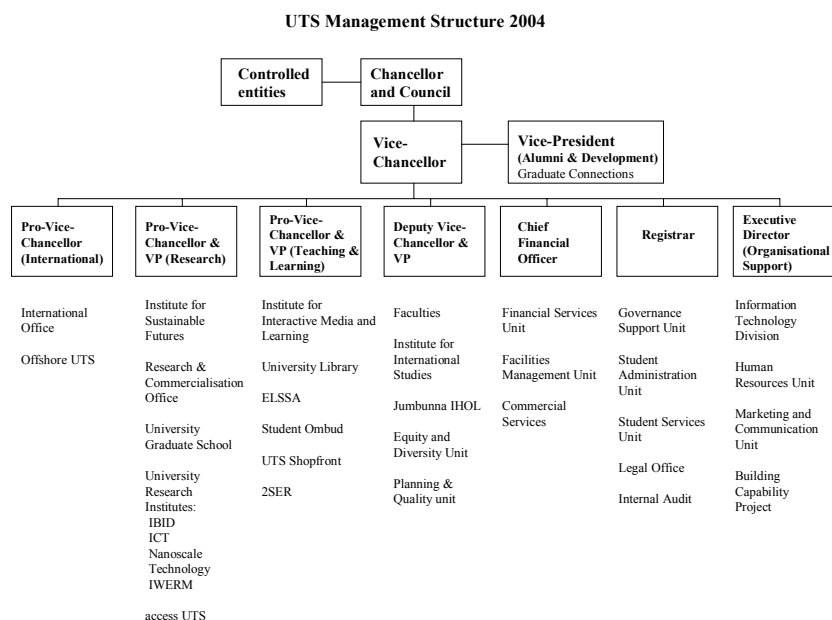 UTS Management Structure 2004
Controlled
entities
Chancellor
and Council
Vice-
Chancellor
Vice-President
(Alumni & Development)
Graduate Connections
Pro-Vice-
Chancellor
(International)
Pro-Vice-
Chancellor &
VP (Research)
Pro-Vice-
Chancellor &
VP (Teaching &
Learning)
Deputy Vice-
Chancellor &
VP
Chief
Financial
Officer
Registrar
Executive
Director
(Organisational
Support)
International
Office
Offshore UTS
Institute for
Sustainable
Futures
Research &
Commercialisation
Office
University
Graduate School
University
Research
Institutes:
IBID
ICT
Nanoscale
Technology
IWERM
access UTS
Institute for
Interactive Media and
Learning
University Library
ELSSA
Student Ombud
UTS Shopfront
2SER
Faculties
Institute for
International
Studies
Jumbunna IHOL
Equity and
Diversity Unit
Planning &
Quality unit
Financial Services
Unit
Facilities
Management Unit
Commercial
Services
Governance
Support Unit
Student
Administration
Unit
Student Services
Unit
Legal Office
Internal Audit
Information
Technology
Division
Human
Resources Unit
Marketing and
Communication
Unit
Building
Capability
Project